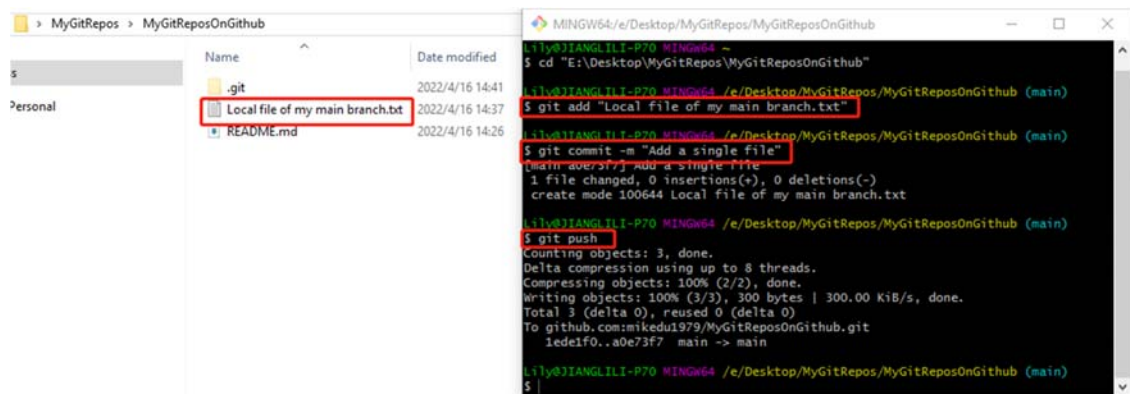 MyGitRepos > MyGitReposOnGithub
Name
Date modified
s
Personal
.git
2022/4/16 14:41
Local file of my main branch.txt
2022/4/16 14:37
README.md
2022/4/16 14:26
MINGW64:/e/Desktop/MyGitRepos/MyGitReposOnGithub
Lily@JIANGLILI-P70 MINGW64 ~
$ cd "E:\Desktop\MyGitRepos\MyGitReposOnGithub"
Lily@JIANGLILI-P70 MINGW64 /e/Desktop/MyGitRepos/MyGitReposOnGithub (main)
$ git add "Local file of my main branch.txt"
Lily@JIANGLILI-P70 MINGW64 /e/Desktop/MyGitRepos/MyGitReposOnGithub (main)
$ git commit -m "Add a single file"
[main a0e73f7] Add a single file
1 file changed, 0 insertions(+), 0 deletions(-)
create mode 100644 Local file of my main branch.txt
Lily@JIANGLILI-P70 MINGW64 /e/Desktop/MyGitRepos/MyGitReposOnGithub (main)
$ git push
Counting objects: 3, done.
Delta compression using up to 8 threads.
Compressing objects: 100% (2/2), done.
Writing objects: 100% (3/3), 300 bytes | 300.00 KiB/s, done.
Total 3 (delta 0), reused 0 (delta 0)
To github.com:mikedu1979/MyGitReposOnGithub.git
1ede1f0..a0e73f7 main -> main
Lily@JIANGLILI-P70 MINGW64 /e/Desktop/MyGitRepos/MyGitReposOnGithub (main)
$